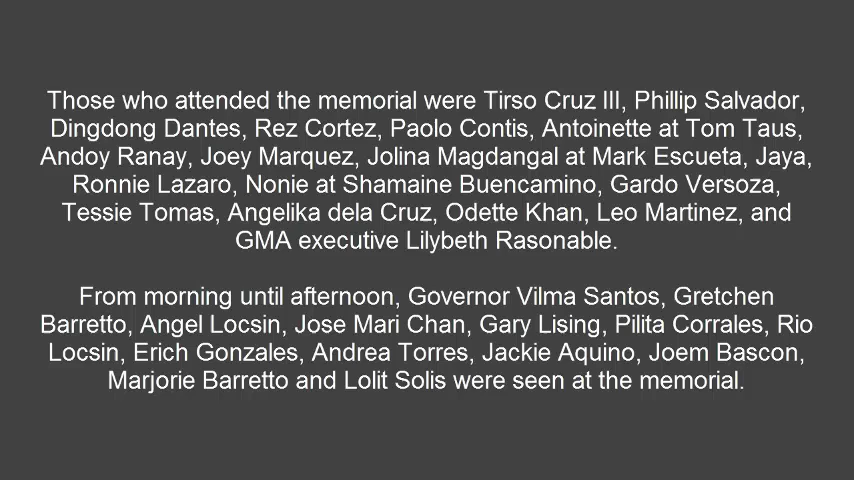 Those who attended the memorial were Tirso Cruz III, Phillip Salvador,
Dingdong Dantes, Rez Cortez, Paolo Contis, Antoinette at Tom Taus,
Andoy Ranay, Joey Marquez, Jolina Magdangal at Mark Escueta, Jaya,
Ronnie Lazaro, Nonie at Shamaine Buencamino, Gardo Versoza,
Tessie Tomas, Angelika dela Cruz, Odette Khan, Leo Martinez, and
GMA executive Lilybeth Rasonable.
From morning until afternoon, Governor Vilma Santos, Gretchen
Barretto, Angel Locsin, Jose Mari Chan, Gary Lising, Pilita Corrales, Rio
Locsin, Erich Gonzales, Andrea Torres, Jackie Aquino, Joem Bascon,
Marjorie Barretto and Lolit Solis were seen at the memorial.